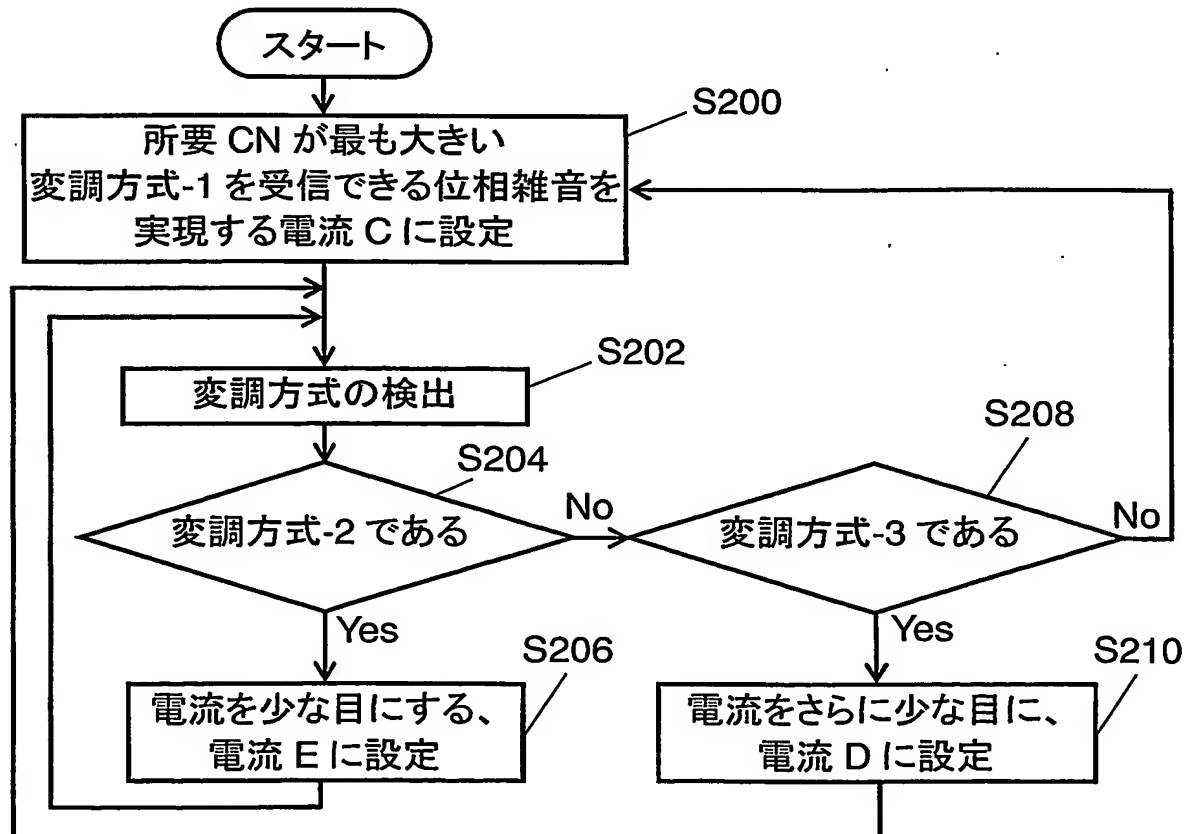 スタート
S200
所要 CN が最も大きい
変調方式-1 を受信できる位相雑音を
実現する電流 C に設定
S202
変調方式の検出
S204
変調方式-2 である
No
S208
変調方式-3 である
No
Yes
S206
電流を少な目にする、
電流 E に設定
Yes
S210
電流をさらに少な目に、
電流 D に設定